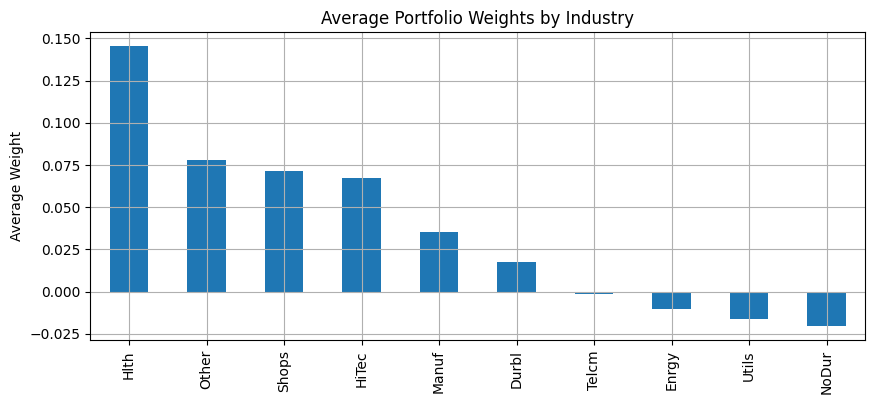 Average Portfolio Weights by Industry
Average Weight
0.150
0.125
0.100
0.075
0.050
0.025
0.000
−0.025
Hlth
Other
Shops
HiTec
Manuf
Durbl
Telcm
Enrgy
Utils
NoDur